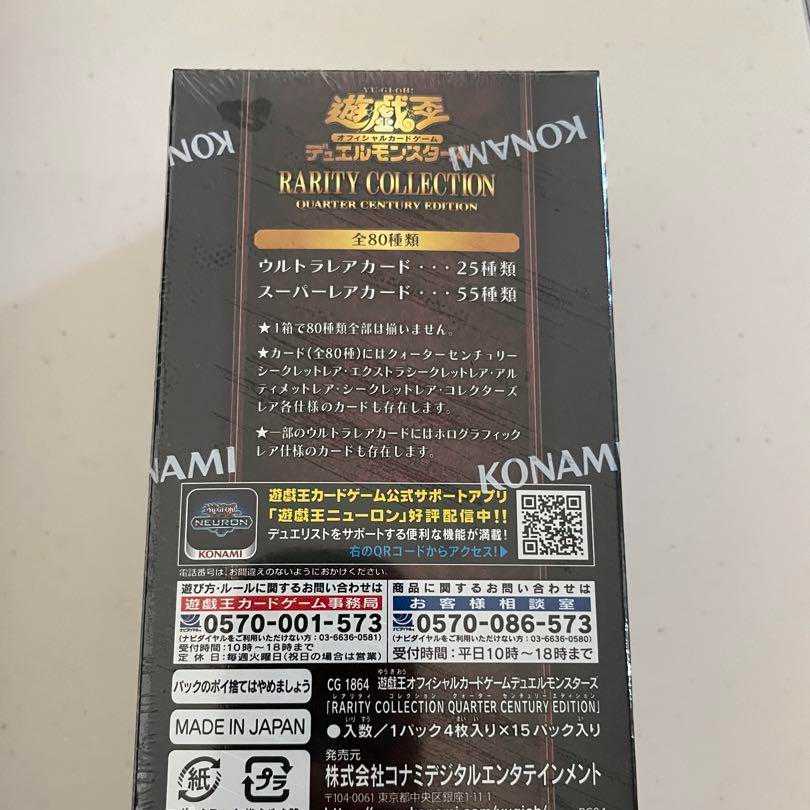 YU-GI-OH!
遊戯王
オフィシャルカードゲーム
デュエルモンスターズ
KONAMI
KONAMI
RARITY COLLECTION
QUARTER CENTURY EDITION
全80種類
ウルトラレアカード・・・25種類
スーパーレアカード・・・55種類
★1箱で80種類全部は揃いません。
★カード(全80種)にはクォーターセンチュリー
シークレットレア・エクストラシークレットレア・アル
ティメットレア・シークレットレア・コレクターズ
レア各仕様のカードも存在します。
★一部のウルトラレアカードにはホログラフィック
レア仕様のカードも存在します。
KONAMI
KONAMI
Yu-Gi-Oh!
NEURON
KONAMI
遊戯王カードゲーム公式サポートアプリ
「遊戯王ニューロン」好評配信中!!
デュエリストをサポートする便利な機能が満載!
右のQRコードからアクセス!▶
電話番号は、お間違えのないようにおかけください。
遊び方・ルールに関するお問い合わせは
遊戯王カードゲーム事務局
0570-001-573
(ナビダイヤルをご利用いただけない方:03-6636-0581)
受付時間:10時~18時まで
定休日:毎週火曜日(祝日の場合は営業)
商品に関するお問い合わせは
お客様相談室
0570-086-573
(ナビダイヤルをご利用いただけない方:03-6636-0573)
受付時間:平日10時~18時まで
パックのポイ捨てはやめましょう
MADE IN JAPAN
紙
プラ
CG 1864 遊戯王オフィシャルカードゲームデュエルモンスターズ
「RARITY COLLECTION QUARTER CENTURY EDITION」
●入数/1パック4枚入り×15パック入り
発売元
株式会社コナミデジタルエンタテインメント
〒104-0061 東京都中央区銀座